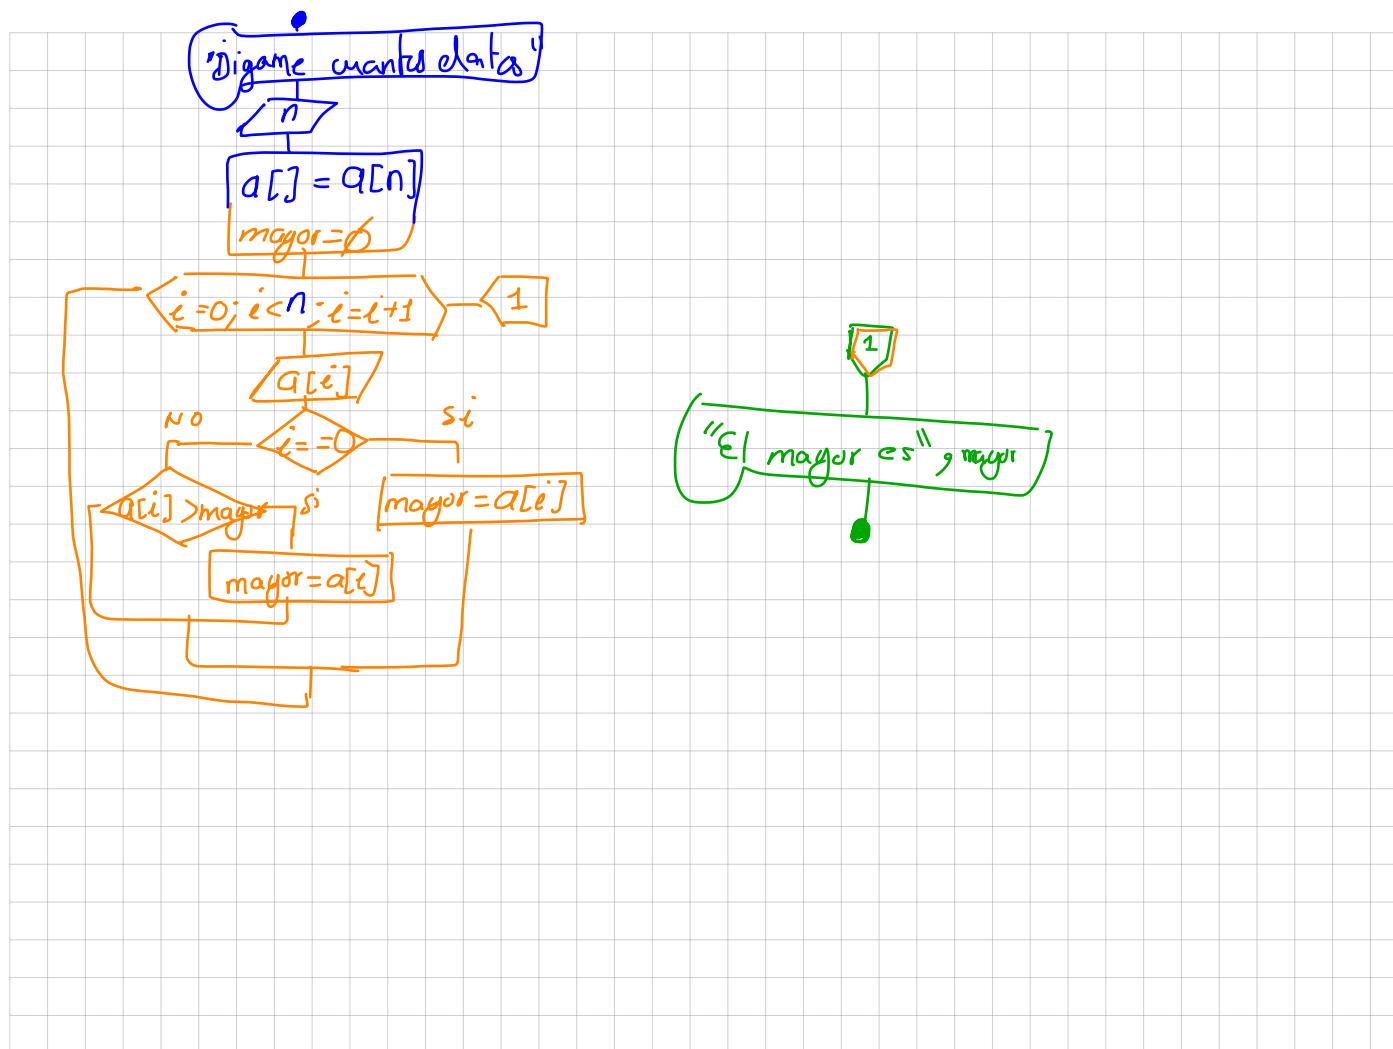 "Digame cuantos datos"
n
a[] = a[n]
mayor=0
i=0; i<n; i=i+1
1
a[i]
NO
si
i==0
a[i]>mayor
si
mayor=a[i]
mayor=a[i]
1
"El mayor es", mayor